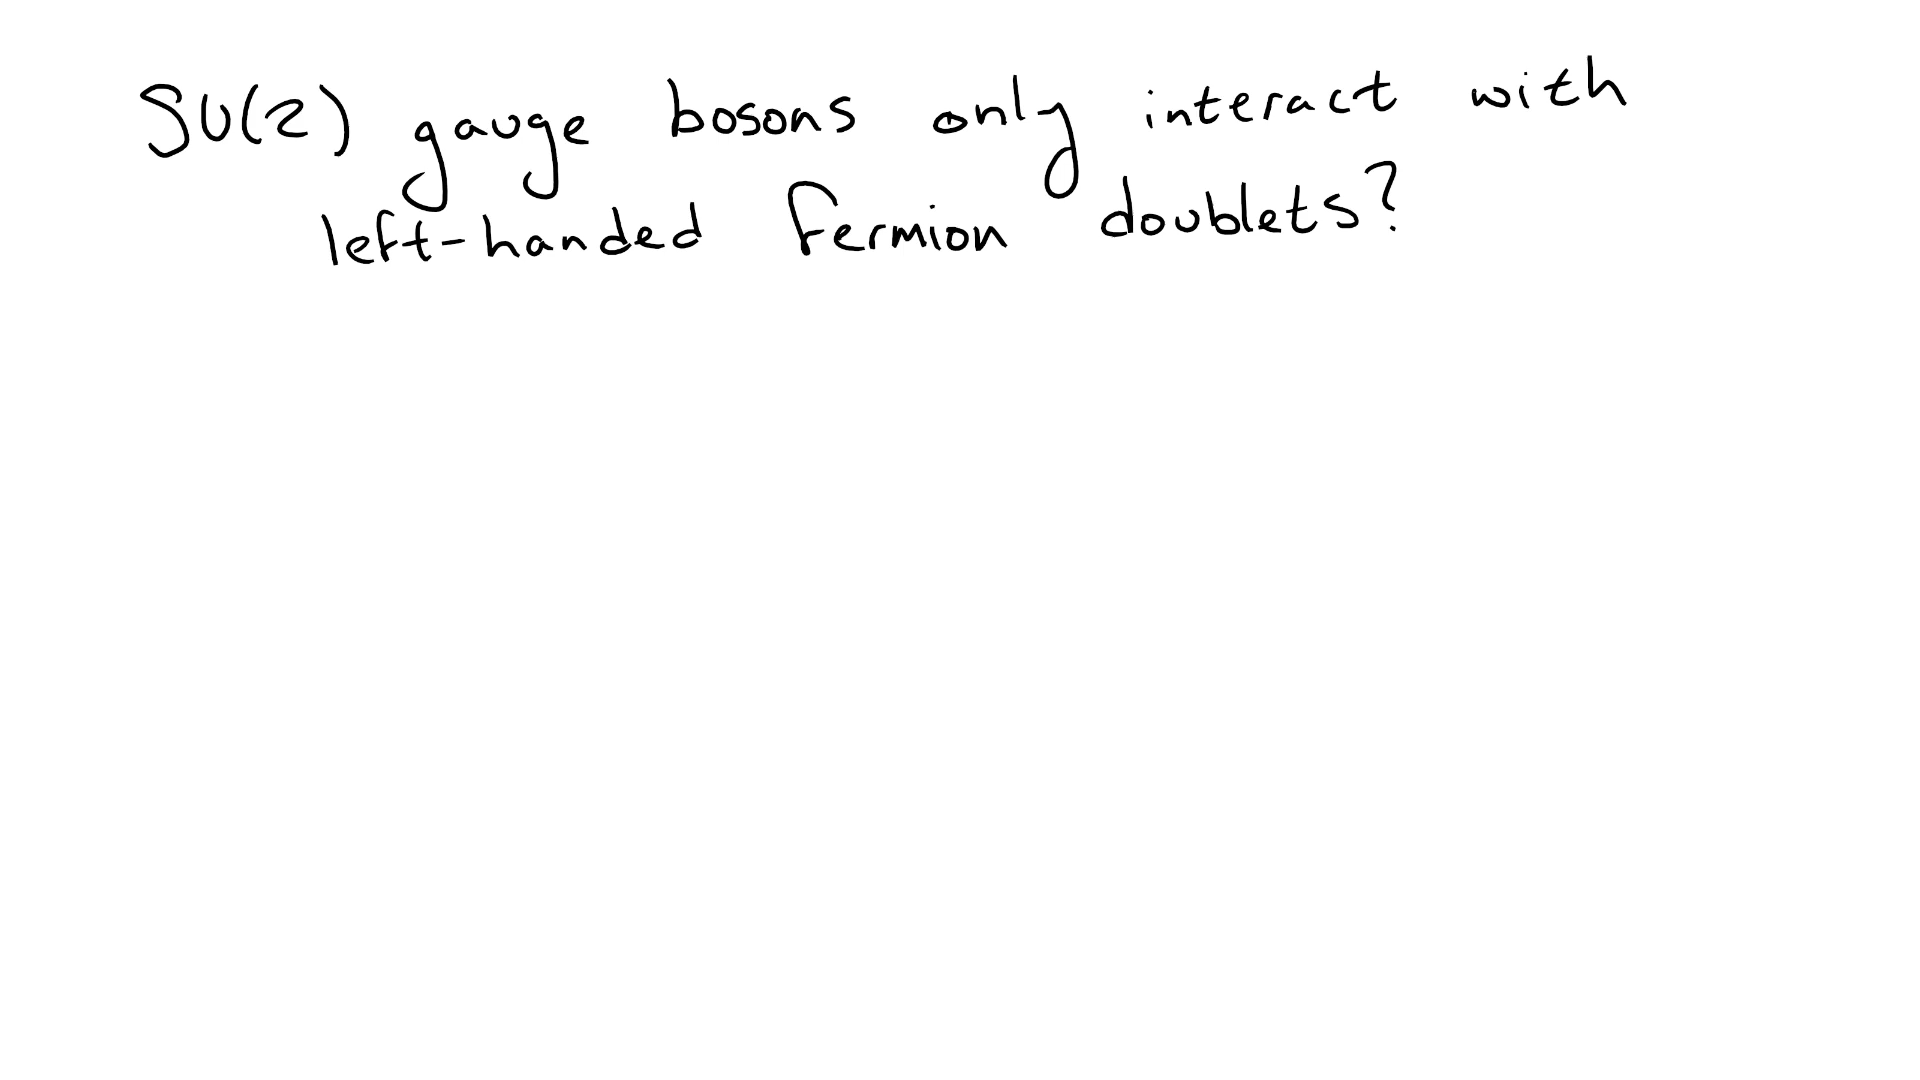 SU(2) gauge bosons only interact with
left-handed fermion doublets?